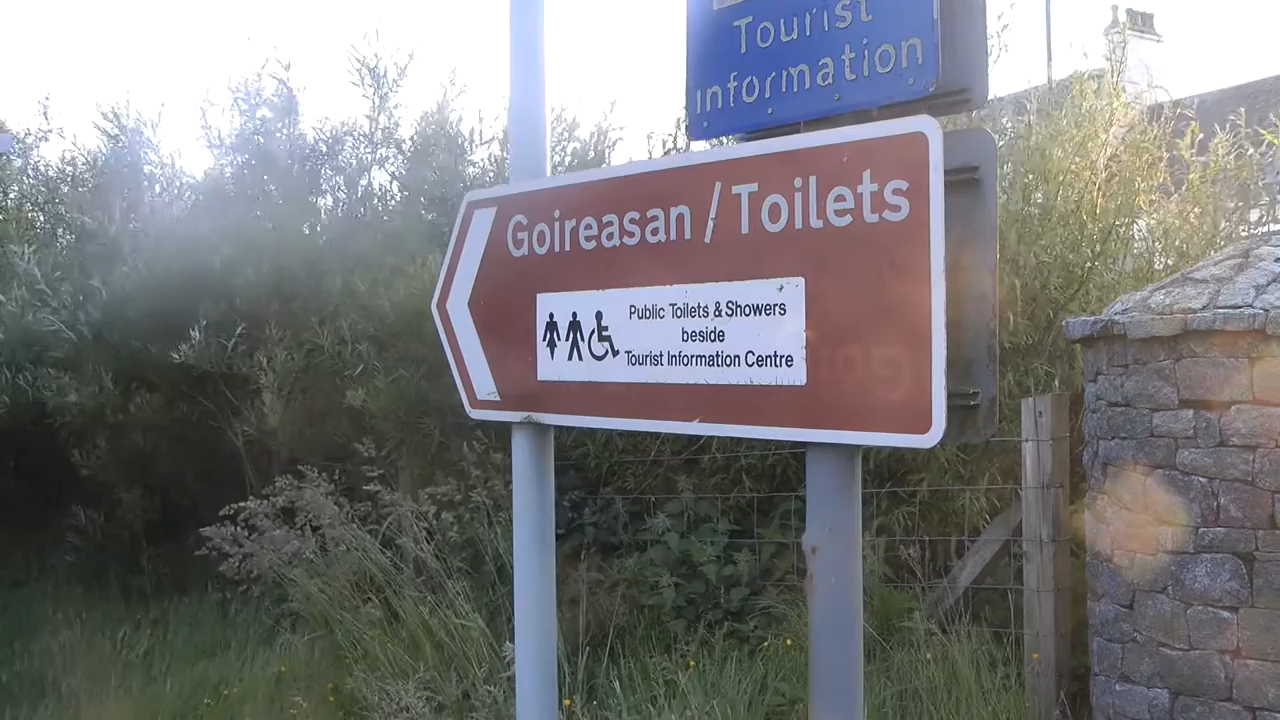 Tourist
information
Goireasan / Toilets
Public Toilets & Showers
beside
Tourist Information Centre